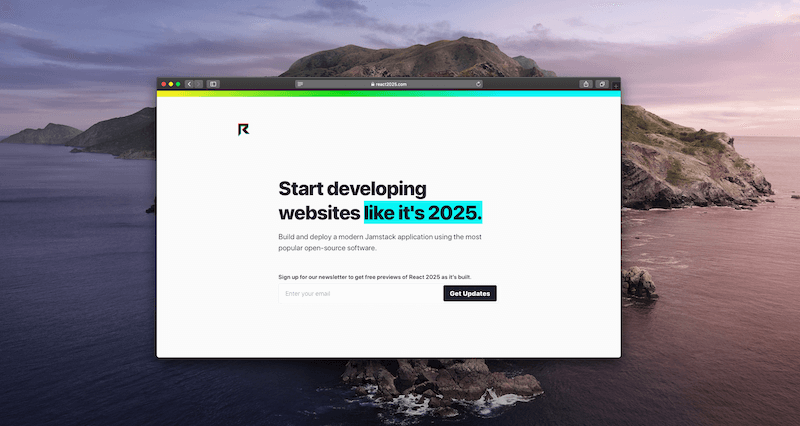 react2025.com
R
Start developing
websites like it's 2025.
Build and deploy a modern Jamstack application using the most
popular open-source software.
Sign up for our newsletter to get free previews of React 2025 as it's built.
Enter your email
Get Updates